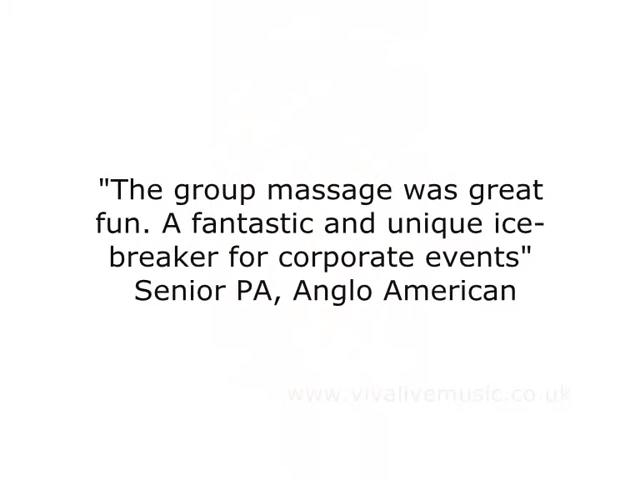 "The group massage was great
fun. A fantastic and unique ice-
breaker for corporate events"
Senior PA, Anglo American
www.vivalivemusic.co.uk